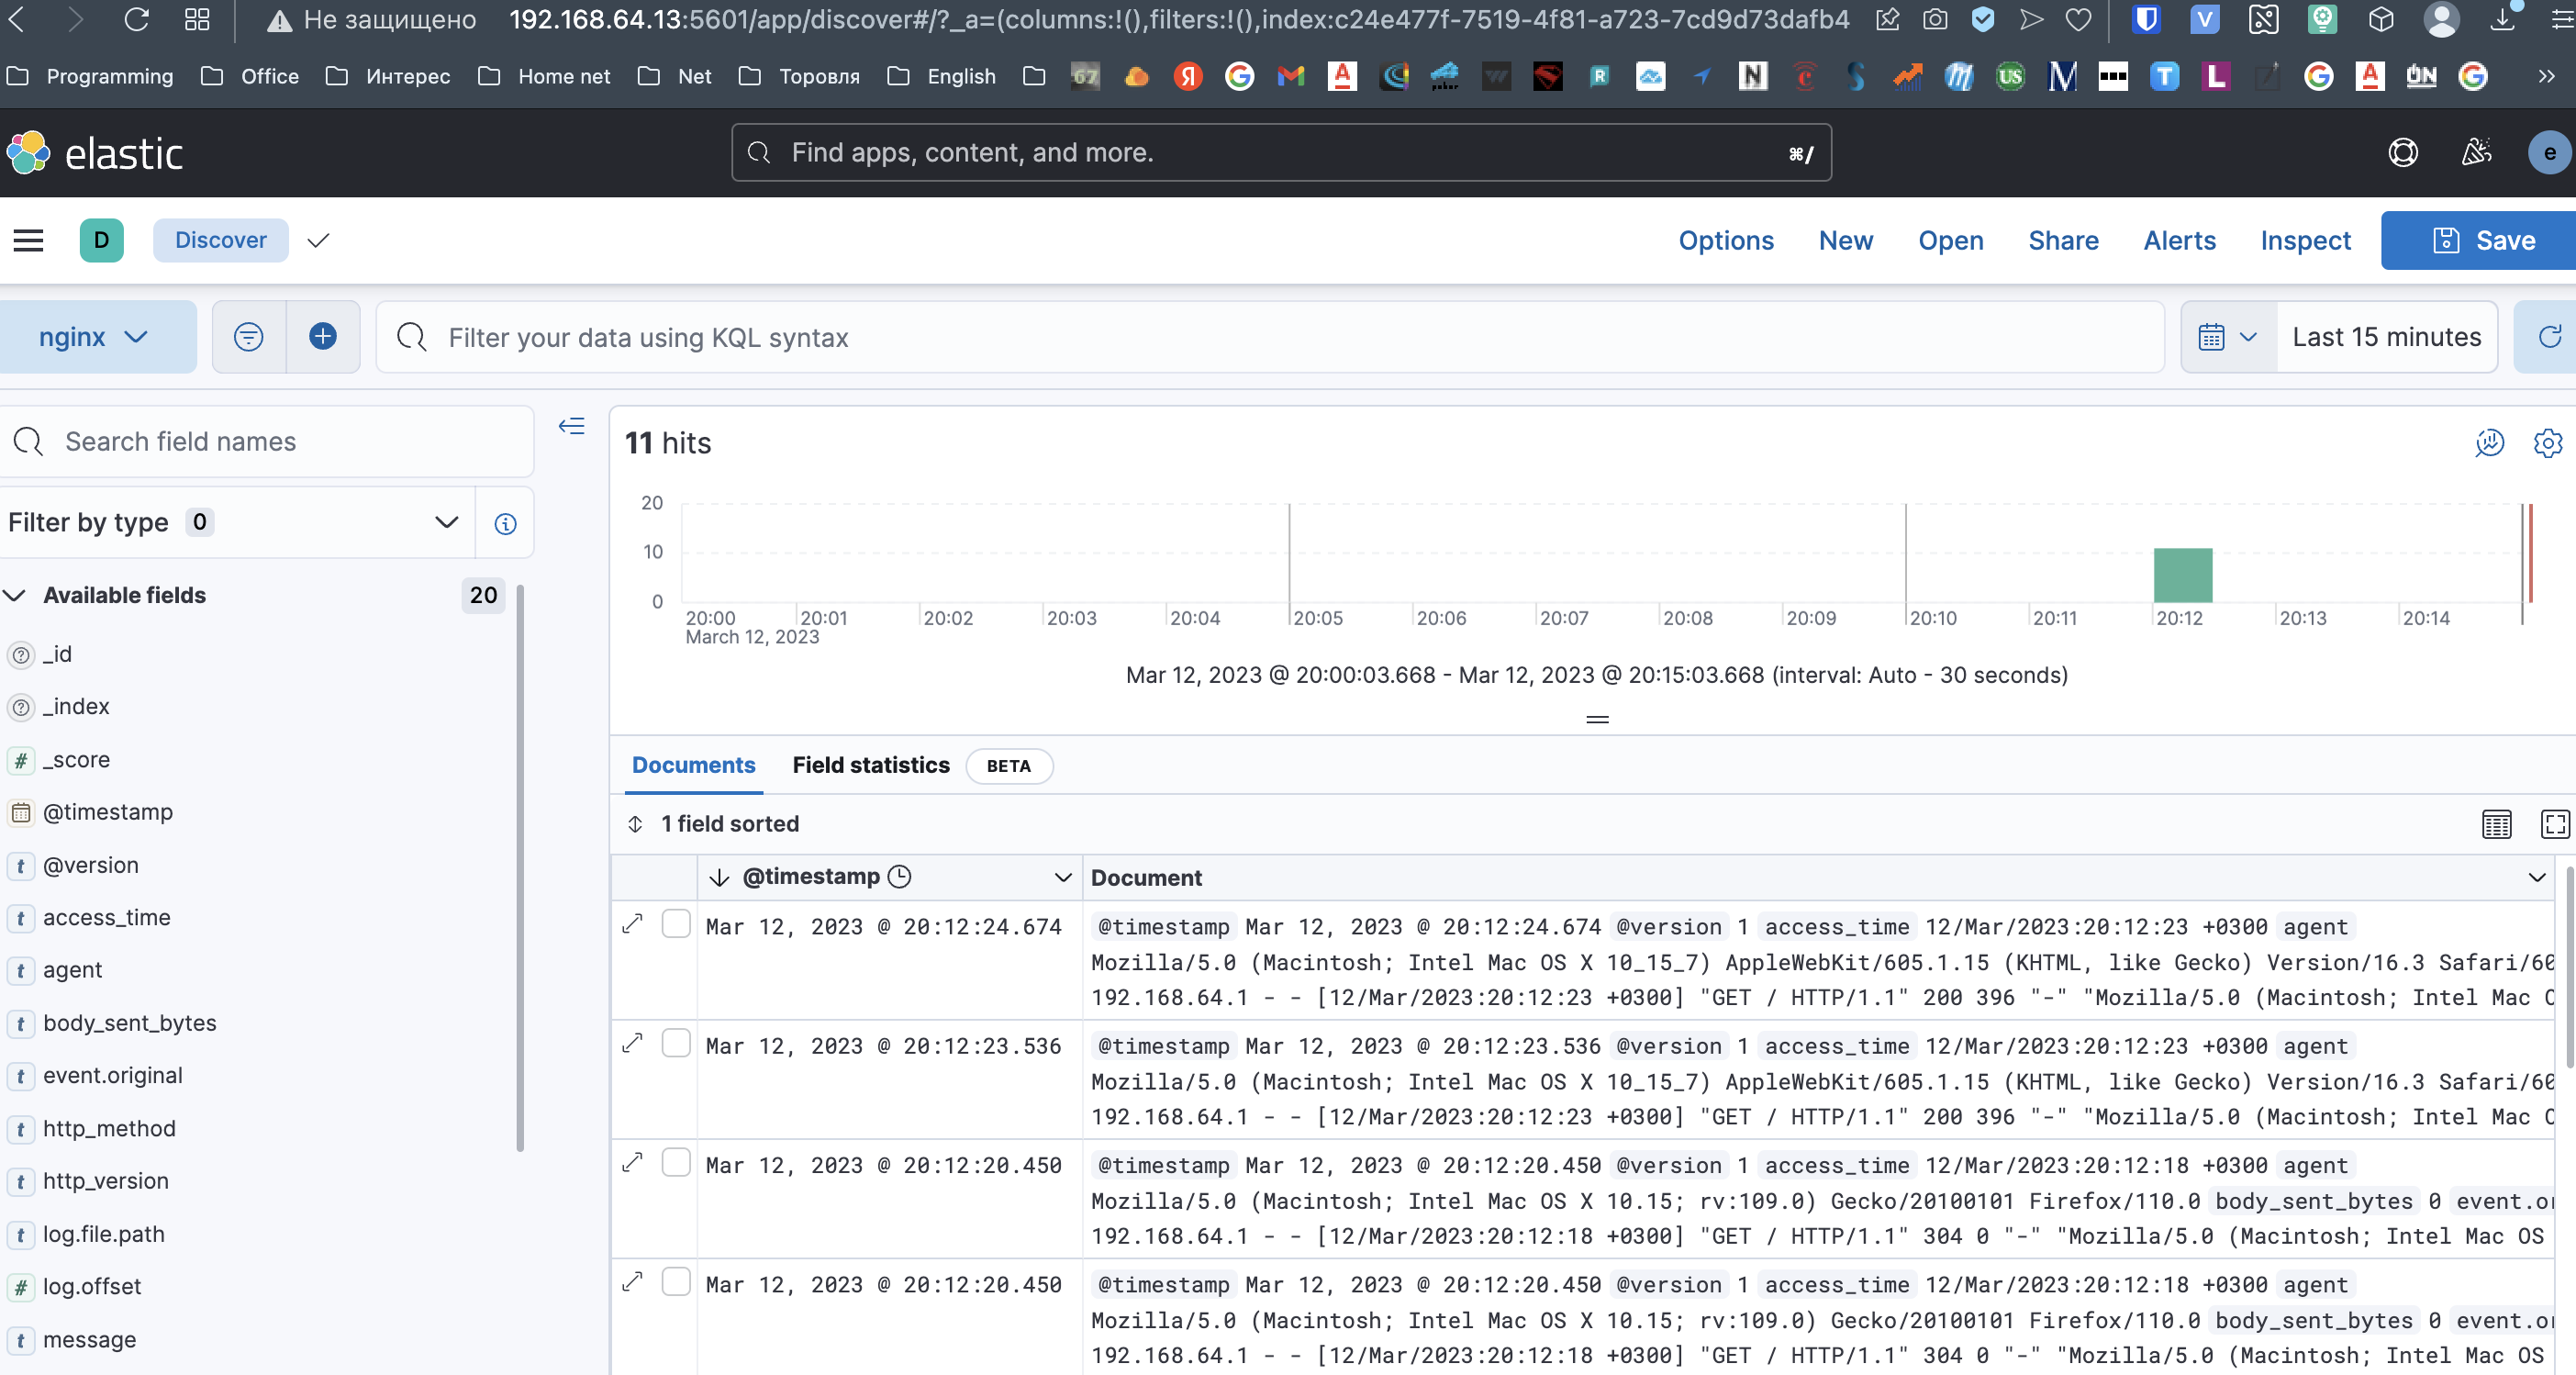 Не защищено 192.168.64.13:5601/app/discover#/?_a=(columns:!(),filters:!(),index:c24e477f-7519-4f81-a723-7cd9d73dafb4
Programming Office Интерес Home net Net Торовля English
elastic Find apps, content, and more. ⌘/ e
D Discover Options New Open Share Alerts Inspect Save
nginx Filter your data using KQL syntax Last 15 minutes
Search field names
Filter by type 0
Available fields 20
_id
_index
_score
@timestamp
@version
access_time
agent
body_sent_bytes
event.original
http_method
http_version
log.file.path
log.offset
message
11 hits
20
10
0
20:00 20:01 20:02 20:03 20:04 20:05 20:06 20:07 20:08 20:09 20:10 20:11 20:12 20:13 20:14
March 12, 2023
Mar 12, 2023 @ 20:00:03.668 - Mar 12, 2023 @ 20:15:03.668 (interval: Auto - 30 seconds)
Documents Field statistics BETA
1 field sorted
@timestamp Document
Mar 12, 2023 @ 20:12:24.674 @timestamp Mar 12, 2023 @ 20:12:24.674 @version 1 access_time 12/Mar/2023:20:12:23 +0300 agent
Mozilla/5.0 (Macintosh; Intel Mac OS X 10_15_7) AppleWebKit/605.1.15 (KHTML, like Gecko) Version/16.3 Safari/60
192.168.64.1 - - [12/Mar/2023:20:12:23 +0300] "GET / HTTP/1.1" 200 396 "-" "Mozilla/5.0 (Macintosh; Intel Mac
Mar 12, 2023 @ 20:12:23.536 @timestamp Mar 12, 2023 @ 20:12:23.536 @version 1 access_time 12/Mar/2023:20:12:23 +0300 agent
Mozilla/5.0 (Macintosh; Intel Mac OS X 10_15_7) AppleWebKit/605.1.15 (KHTML, like Gecko) Version/16.3 Safari/60
192.168.64.1 - - [12/Mar/2023:20:12:23 +0300] "GET / HTTP/1.1" 200 396 "-" "Mozilla/5.0 (Macintosh; Intel Mac
Mar 12, 2023 @ 20:12:20.450 @timestamp Mar 12, 2023 @ 20:12:20.450 @version 1 access_time 12/Mar/2023:20:12:18 +0300 agent
Mozilla/5.0 (Macintosh; Intel Mac OS X 10.15; rv:109.0) Gecko/20100101 Firefox/110.0 body_sent_bytes 0 event.or
192.168.64.1 - - [12/Mar/2023:20:12:18 +0300] "GET / HTTP/1.1" 304 0 "-" "Mozilla/5.0 (Macintosh; Intel Mac OS
Mar 12, 2023 @ 20:12:20.450 @timestamp Mar 12, 2023 @ 20:12:20.450 @version 1 access_time 12/Mar/2023:20:12:18 +0300 agent
Mozilla/5.0 (Macintosh; Intel Mac OS X 10.15; rv:109.0) Gecko/20100101 Firefox/110.0 body_sent_bytes 0 event.or
192.168.64.1 - - [12/Mar/2023:20:12:18 +0300] "GET / HTTP/1.1" 304 0 "-" "Mozilla/5.0 (Macintosh; Intel Mac OS